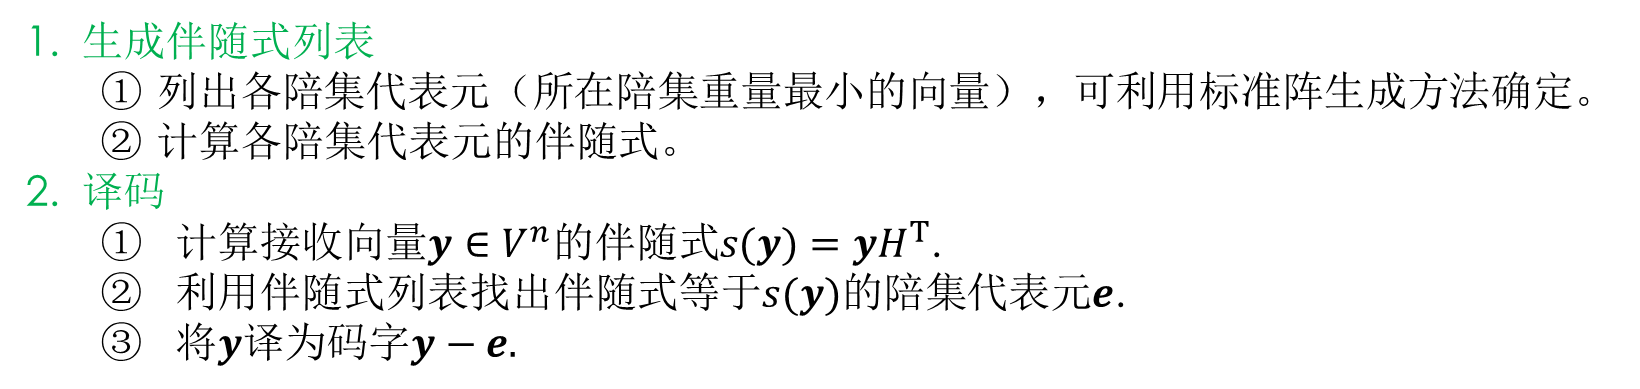 1. 生成伴随式列表
① 列出各陪集代表元（所在陪集重量最小的向量），可利用标准阵生成方法确定。
② 计算各陪集代表元的伴随式。
2. 译码
① 计算接收向量y ∈ Vⁿ的伴随式s(y) = yHᵀ.
② 利用伴随式列表找出伴随式等于s(y)的陪集代表元e.
③ 将y译为码字y − e.